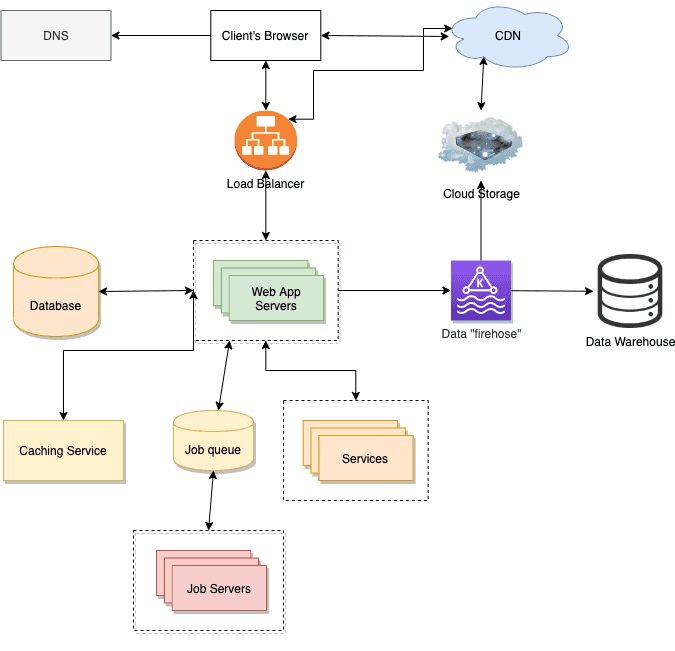 DNS
Client's Browser
CDN
Load Balancer
Cloud Storage
Database
Web App
Servers
K
Data "firehose"
Data Warehouse
Caching Service
Job queue
Services
Job Servers